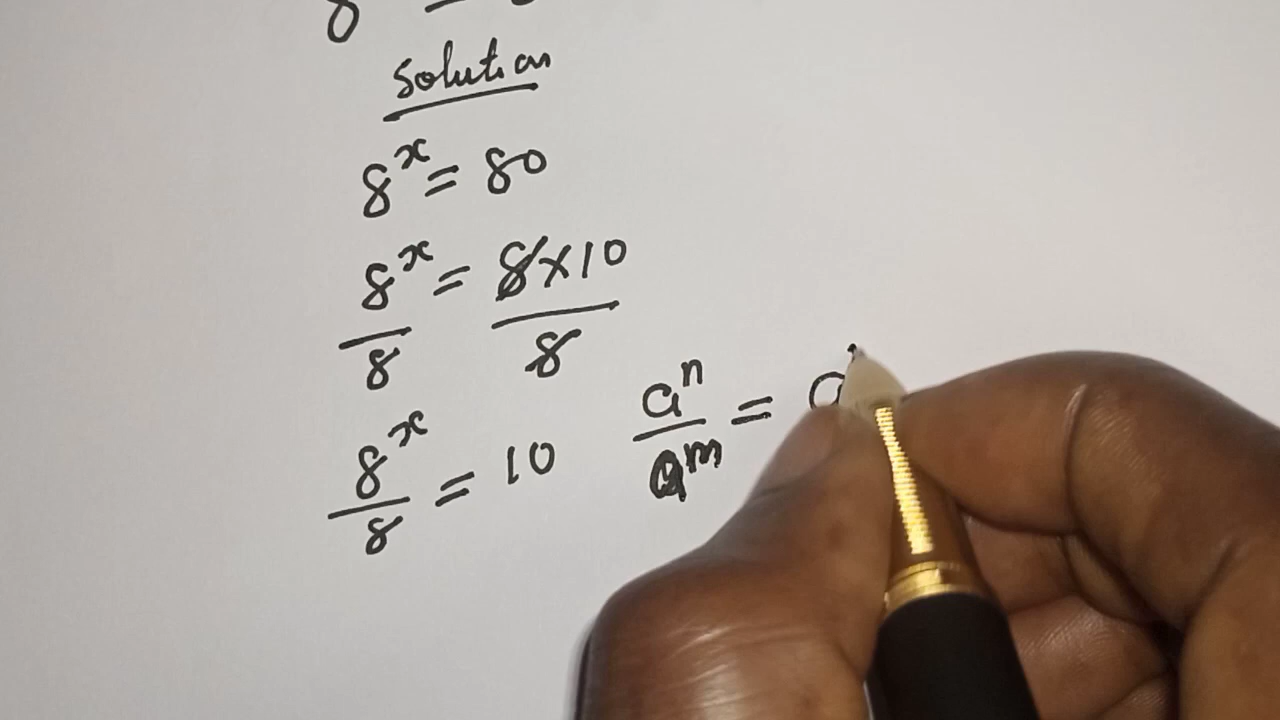 Solution
8^x = 80
8^x/8 = 8×10/8
8^x/8 = 10
a^n/a^m = a